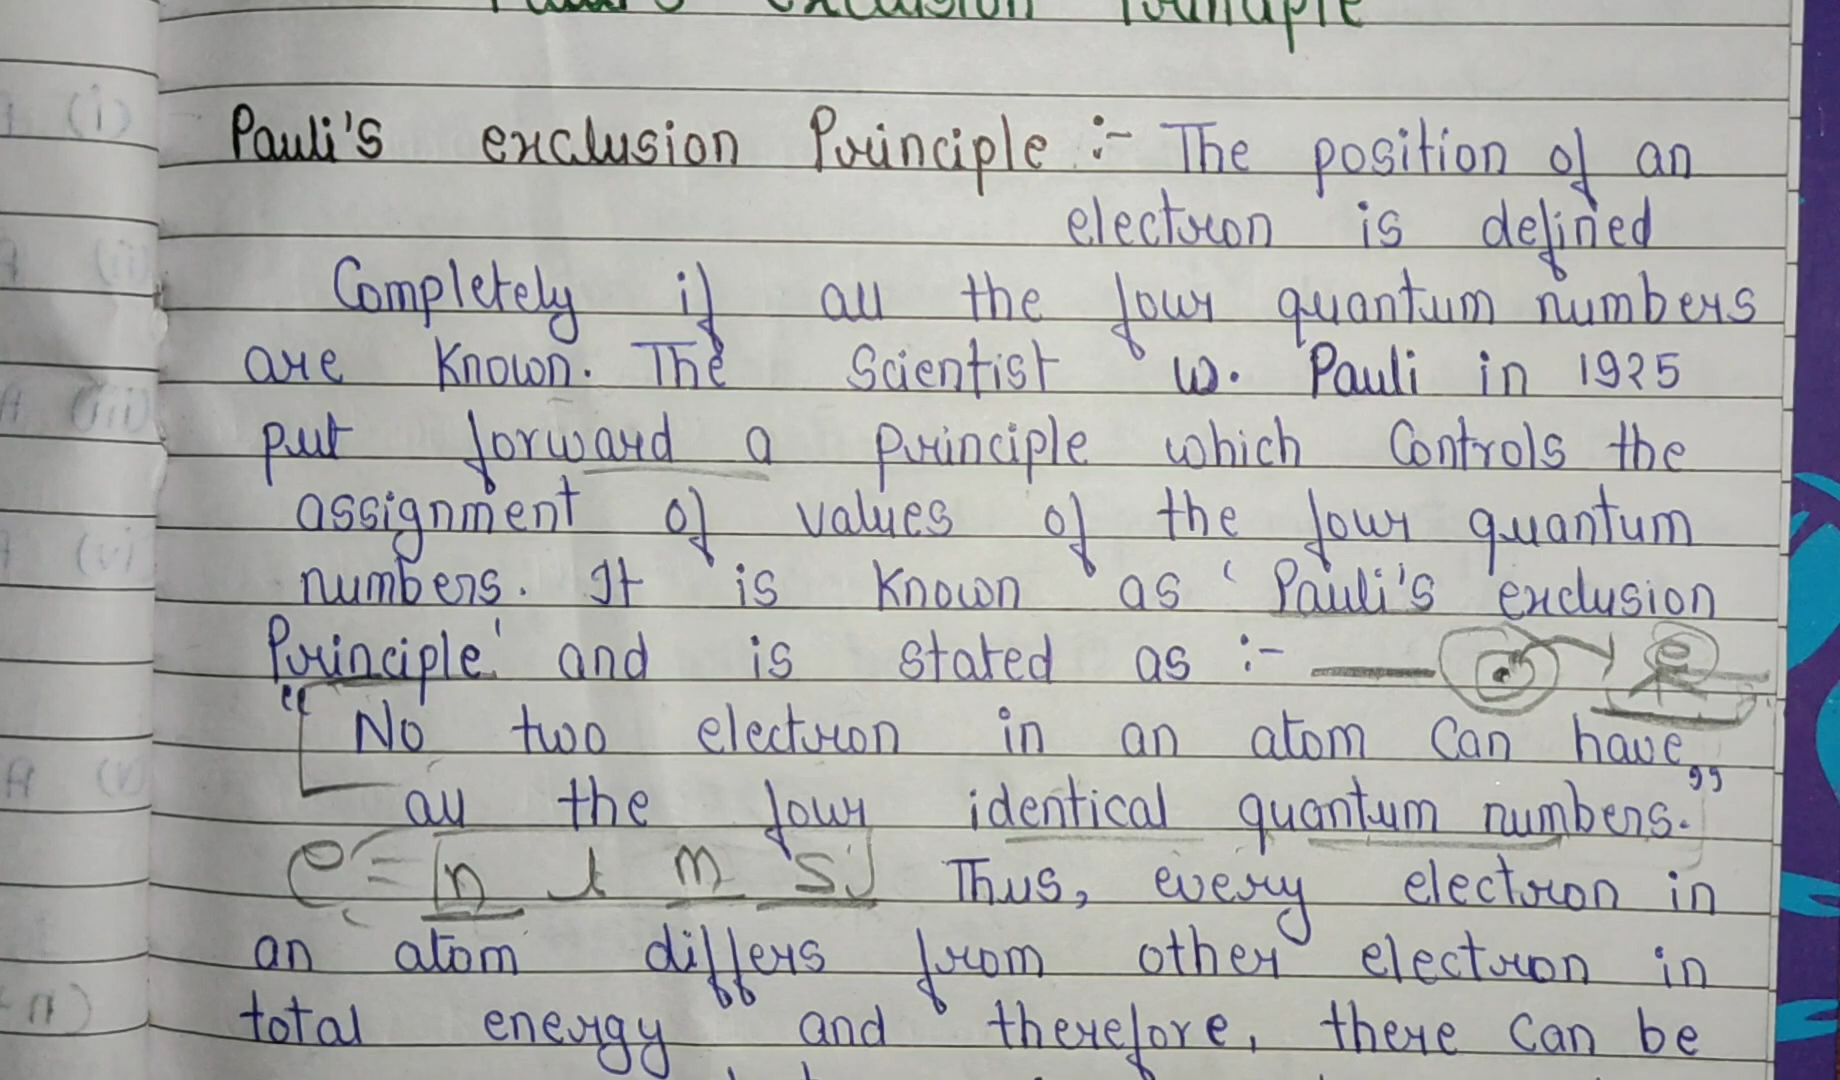 Pauli's exclusion Principle
Pauli's exclusion Principle :- The position of an
electron is defined
Completely if all the four quantum numbers
are known. The Scientist W. Pauli in 1925
put forward a principle which Controls the
assignment of values of the four quantum
numbers. It is known as 'Pauli's exclusion
Principle' and is stated as :-
"No two electron in an atom can have
all the four identical quantum numbers."
e = n l m s Thus, every electron in
an atom differs from other electron in
total energy and therefore, there can be